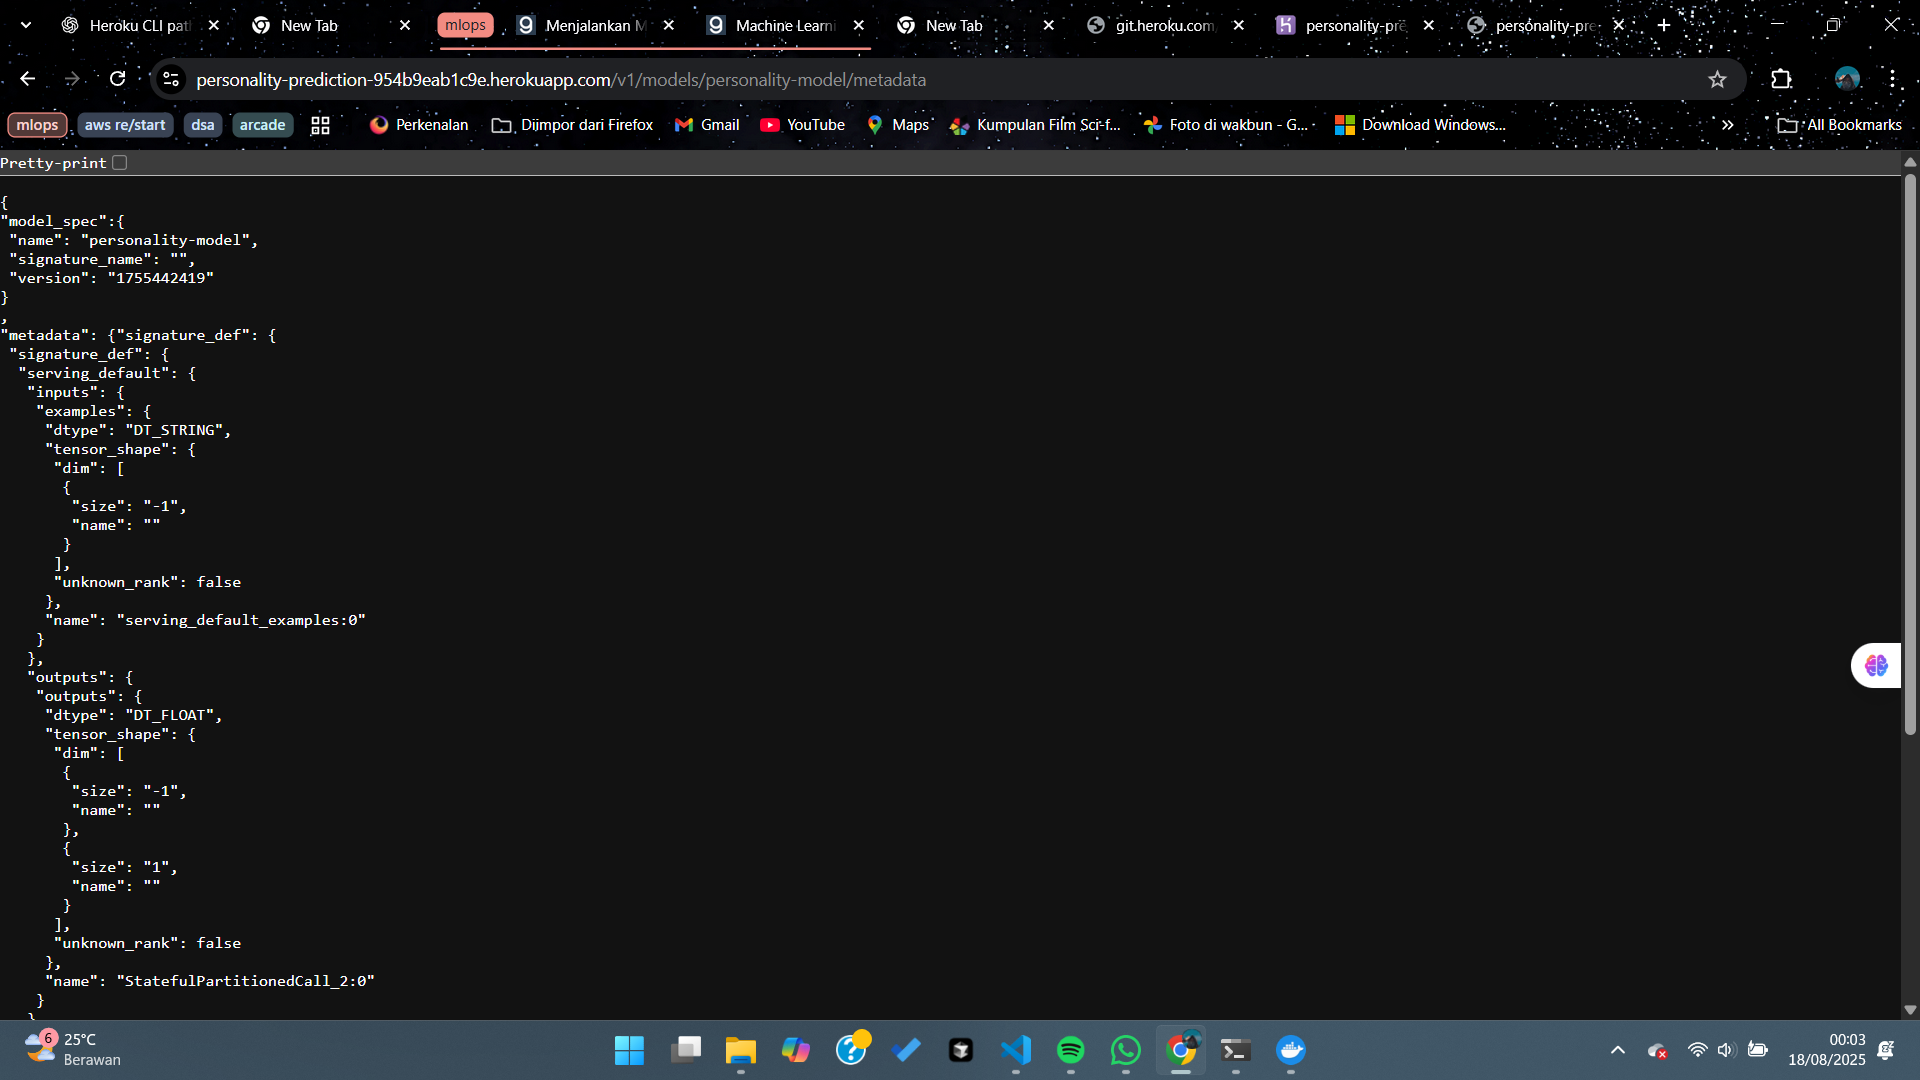 Heroku CLI pat
New Tab
mlops
Menjalankan M
Machine Learni
New Tab
git.heroku.com
personality-pre
personality-pre
personality-prediction-954b9eab1c9e.herokuapp.com/v1/models/personality-model/metadata
mlops
aws re/start
dsa
arcade
Perkenalan
Diimpor dari Firefox
Gmail
YouTube
Maps
Kumpulan Film Sci-f...
Foto di wakbun - G...
Download Windows...
All Bookmarks
Pretty-print
{
"model_spec":{
"name": "personality-model",
"signature_name": "",
"version": "1755442419"
}
,
"metadata": {"signature_def": {
"signature_def": {
"serving_default": {
"inputs": {
"examples": {
"dtype": "DT_STRING",
"tensor_shape": {
"dim": [
{
"size": "-1",
"name": ""
}
],
"unknown_rank": false
},
"name": "serving_default_examples:0"
}
},
"outputs": {
"outputs": {
"dtype": "DT_FLOAT",
"tensor_shape": {
"dim": [
{
"size": "-1",
"name": ""
},
{
"size": "1",
"name": ""
}
],
"unknown_rank": false
},
"name": "StatefulPartitionedCall_2:0"
}
}
6
25°C
Berawan
00:03
18/08/2025